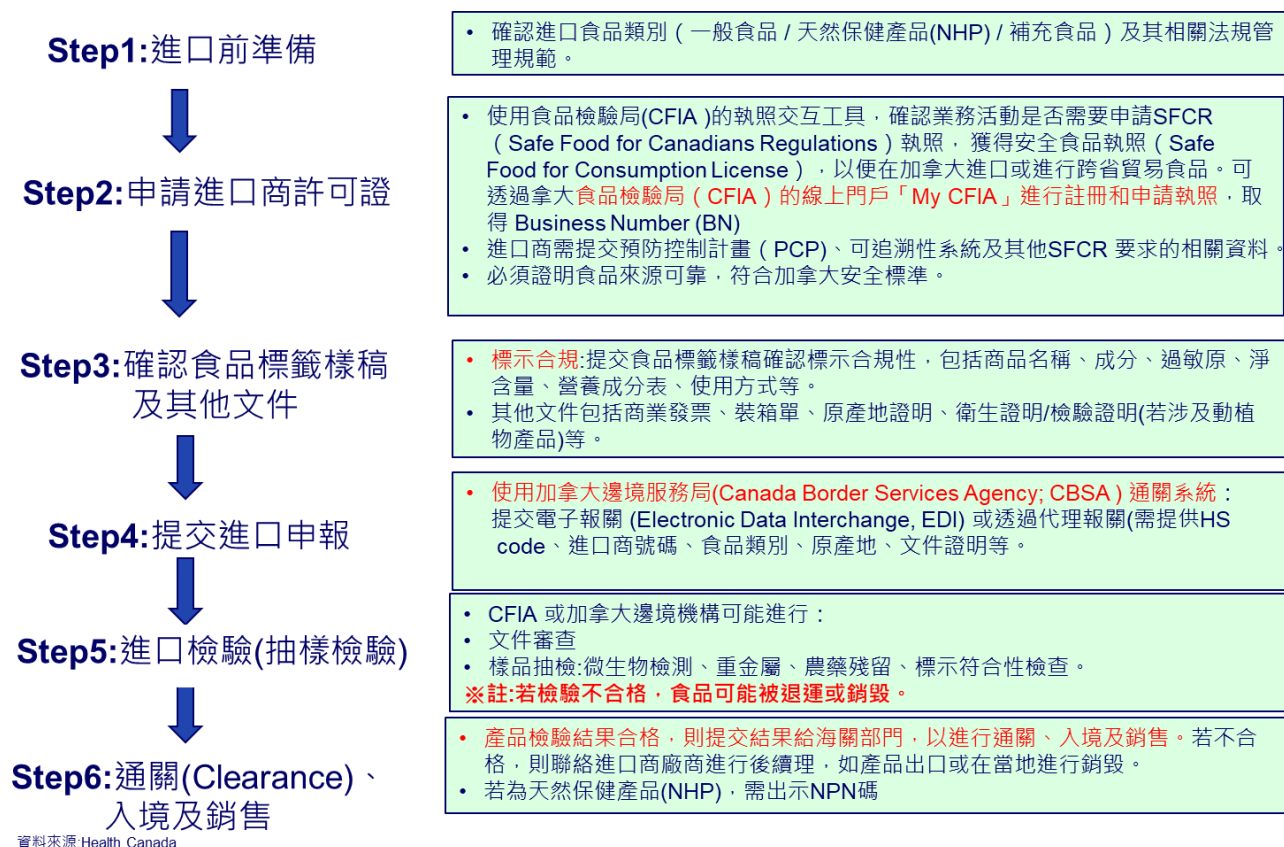 Step1:進口前準備
• 確認進口食品類別（一般食品 / 天然保健產品(NHP) / 補充食品）及其相關法規管
理規範。
Step2:申請進口商許可證
• 使用食品檢驗局(CFIA )的執照交互工具，確認業務活動是否需要申請SFCR
（Safe Food for Canadians Regulations）執照， 獲得安全食品執照（Safe
Food for Consumption License），以便在加拿大進口或進行跨省貿易食品。可
透過拿大食品檢驗局（CFIA）的線上門戶「My CFIA」進行註冊和申請執照，取
得 Business Number (BN)
• 進口商需提交預防控制計畫（PCP)、可追溯性系統及其他SFCR 要求的相關資料。
• 必須證明食品來源可靠，符合加拿大安全標準。
Step3:確認食品標籤樣稿
及其他文件
• 標示合規:提交食品標籤樣稿確認標示合規性，包括商品名稱、成分、過敏原、淨
含量、營養成分表、使用方式等。
• 其他文件包括商業發票、裝箱單、原產地證明、衛生證明/檢驗證明(若涉及動植
物產品)等。
Step4:提交進口申報
• 使用加拿大邊境服務局(Canada Border Services Agency; CBSA ) 通關系統：
提交電子報關 (Electronic Data Interchange, EDI) 或透過代理報關(需提供HS
code、進口商號碼、食品類別、原產地、文件證明等。
Step5:進口檢驗(抽樣檢驗)
• CFIA 或加拿大邊境機構可能進行：
• 文件審查
• 樣品抽檢:微生物檢測、重金屬、農藥殘留、標示符合性檢查。
※註:若檢驗不合格，食品可能被退運或銷毀。
Step6:通關(Clearance)、
入境及銷售
• 產品檢驗結果合格，則提交結果給海關部門，以進行通關、入境及銷售。若不合
格，則聯絡進口商廠商進行後續理，如產品出口或在當地進行銷毀。
• 若為天然保健產品(NHP)，需出示NPN碼
資料來源:Health Canada